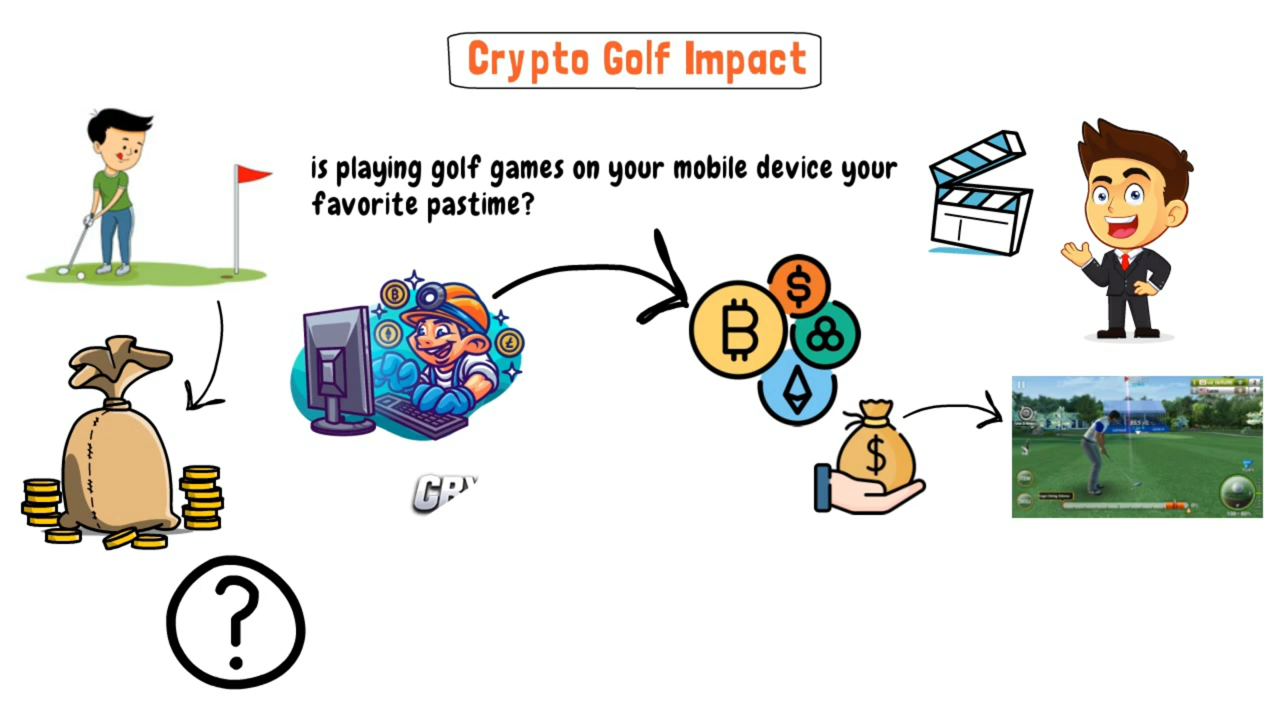 Crypto Golf Impact
is playing golf games on your mobile device your
favorite pastime?